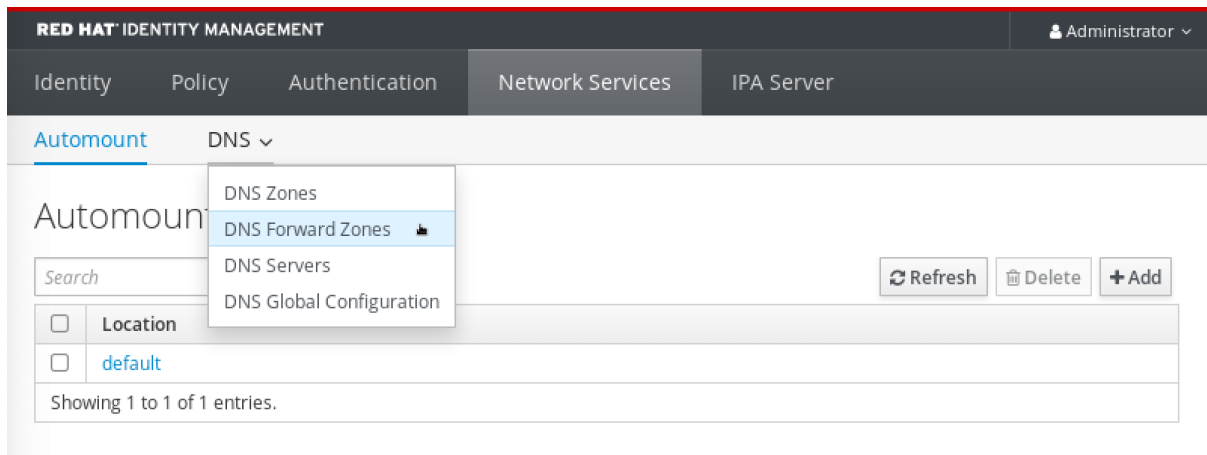 RED HAT® IDENTITY MANAGEMENT
Administrator
Identity Policy Authentication Network Services IPA Server
Automount DNS
DNS Zones
DNS Forward Zones
DNS Servers
DNS Global Configuration
Automoun
Search
Refresh Delete Add
Location
default
Showing 1 to 1 of 1 entries.